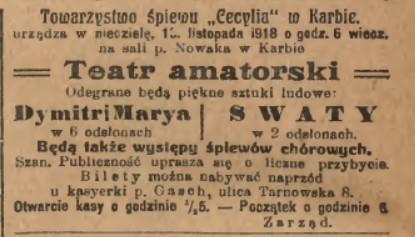 Towarzystwo śpiewu „Cecylia" w Karbie.
urządza w niedzielę, listopada 1918 o godz. 6 wiecz.
na sali p. Nowaka w Karbie
Teatr amatorski
Odegrane będą piękne sztuki ludowe:
Dymitri i Marya | SWATY
w 6 odsłonach w 2 odsłonach.
Będą także występy śpiewów chórowych.
Szan. Publiczność uprasza się o liczne przybycie.
Bilety można nabywać naprzód
u kasyerki p. Gasch, ulica Tarnowska 8.
Otwarcie kasy o godzinie ½5. — Początek o godzinie 6.
Zarząd.